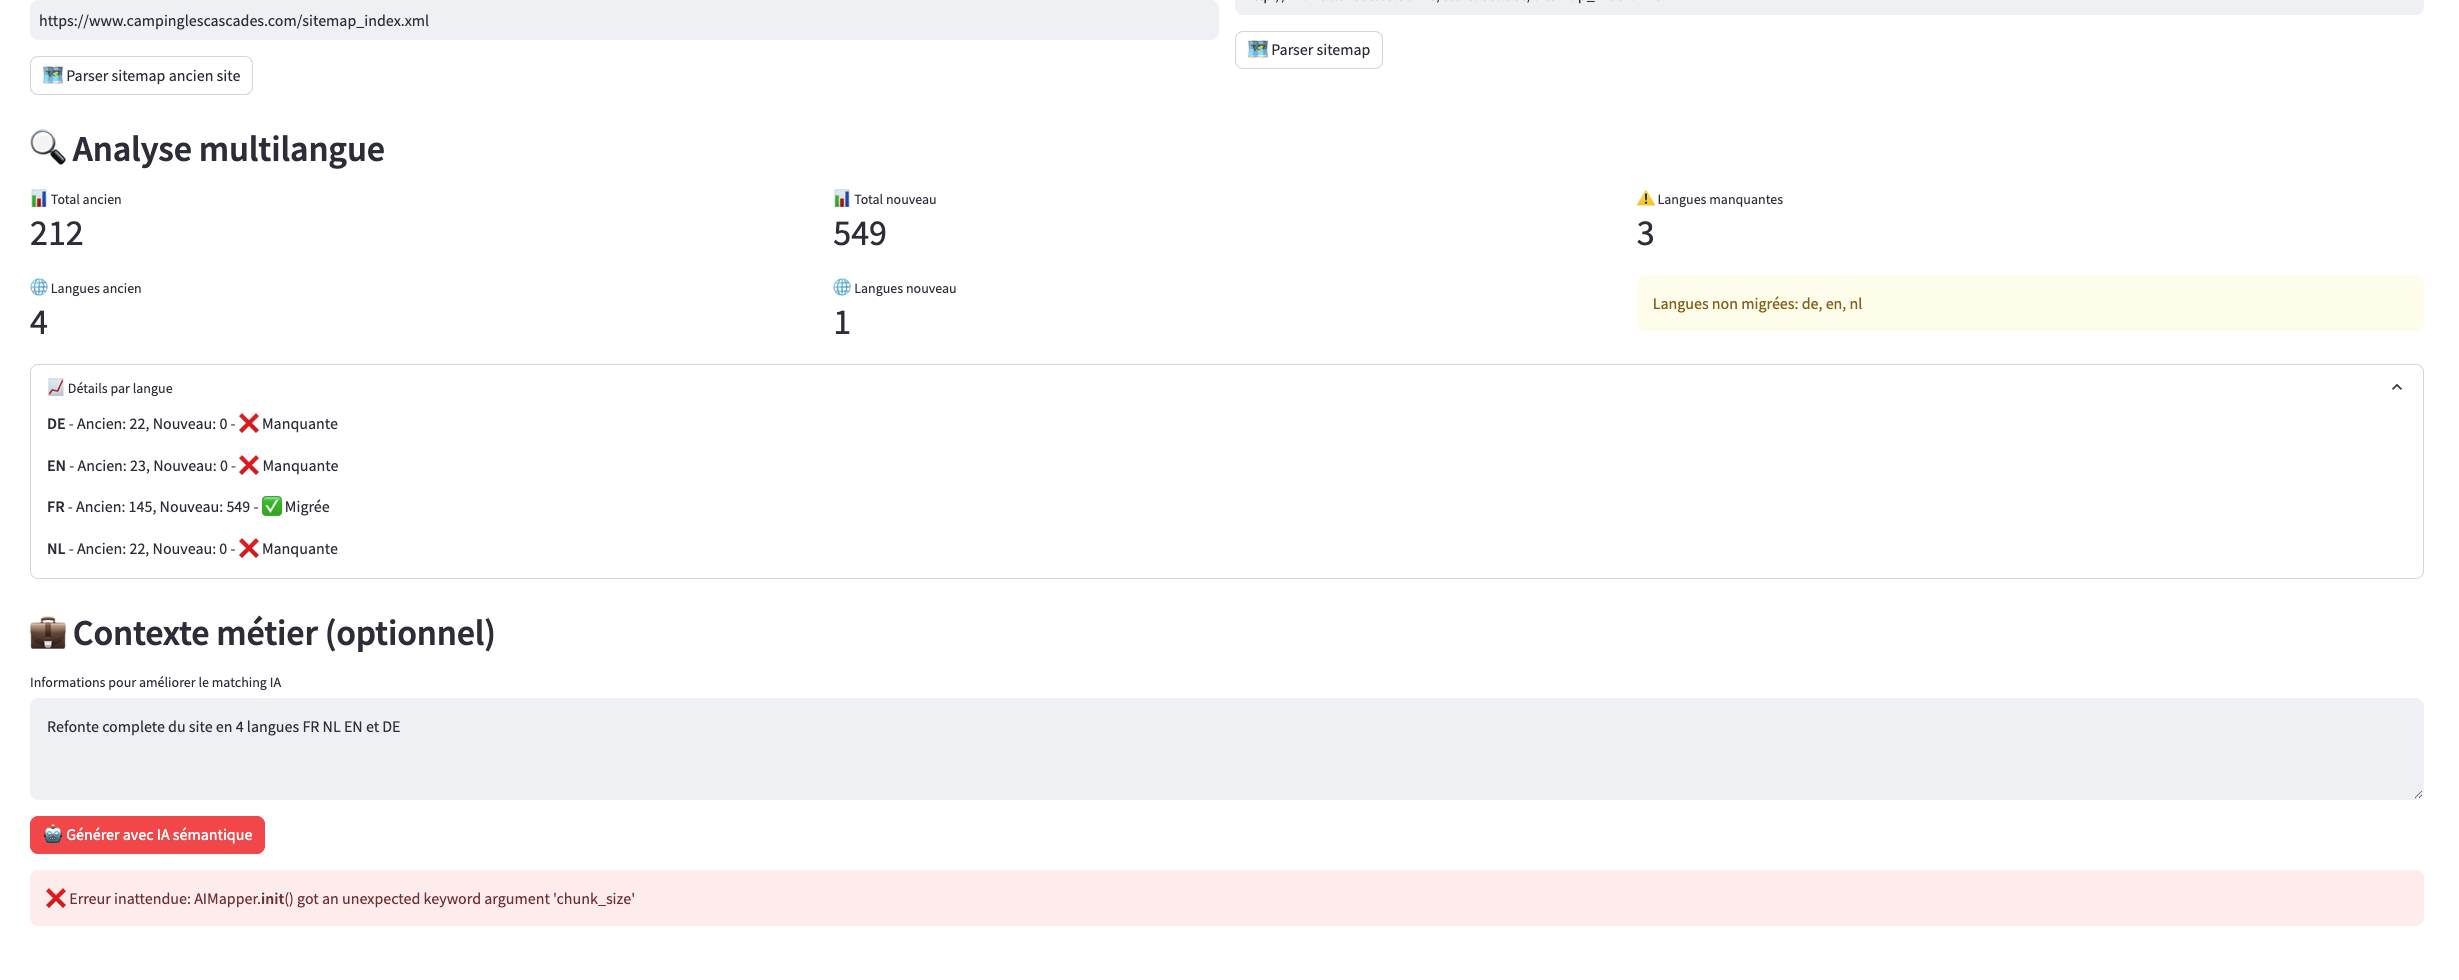 https://www.campinglescascades.com/sitemap_index.xml
Parser sitemap ancien site
Parser sitemap
Analyse multilangue
Total ancien
212
Total nouveau
549
Langues manquantes
3
Langues ancien
4
Langues nouveau
1
Langues non migrées: de, en, nl
Détails par langue
DE - Ancien: 22, Nouveau: 0 - ❌ Manquante
EN - Ancien: 23, Nouveau: 0 - ❌ Manquante
FR - Ancien: 145, Nouveau: 549 - ✅ Migrée
NL - Ancien: 22, Nouveau: 0 - ❌ Manquante
Contexte métier (optionnel)
Informations pour améliorer le matching IA
Refonte complete du site en 4 langues FR NL EN et DE
Générer avec IA sémantique
❌ Erreur inattendue: AIMapper.init() got an unexpected keyword argument 'chunk_size'